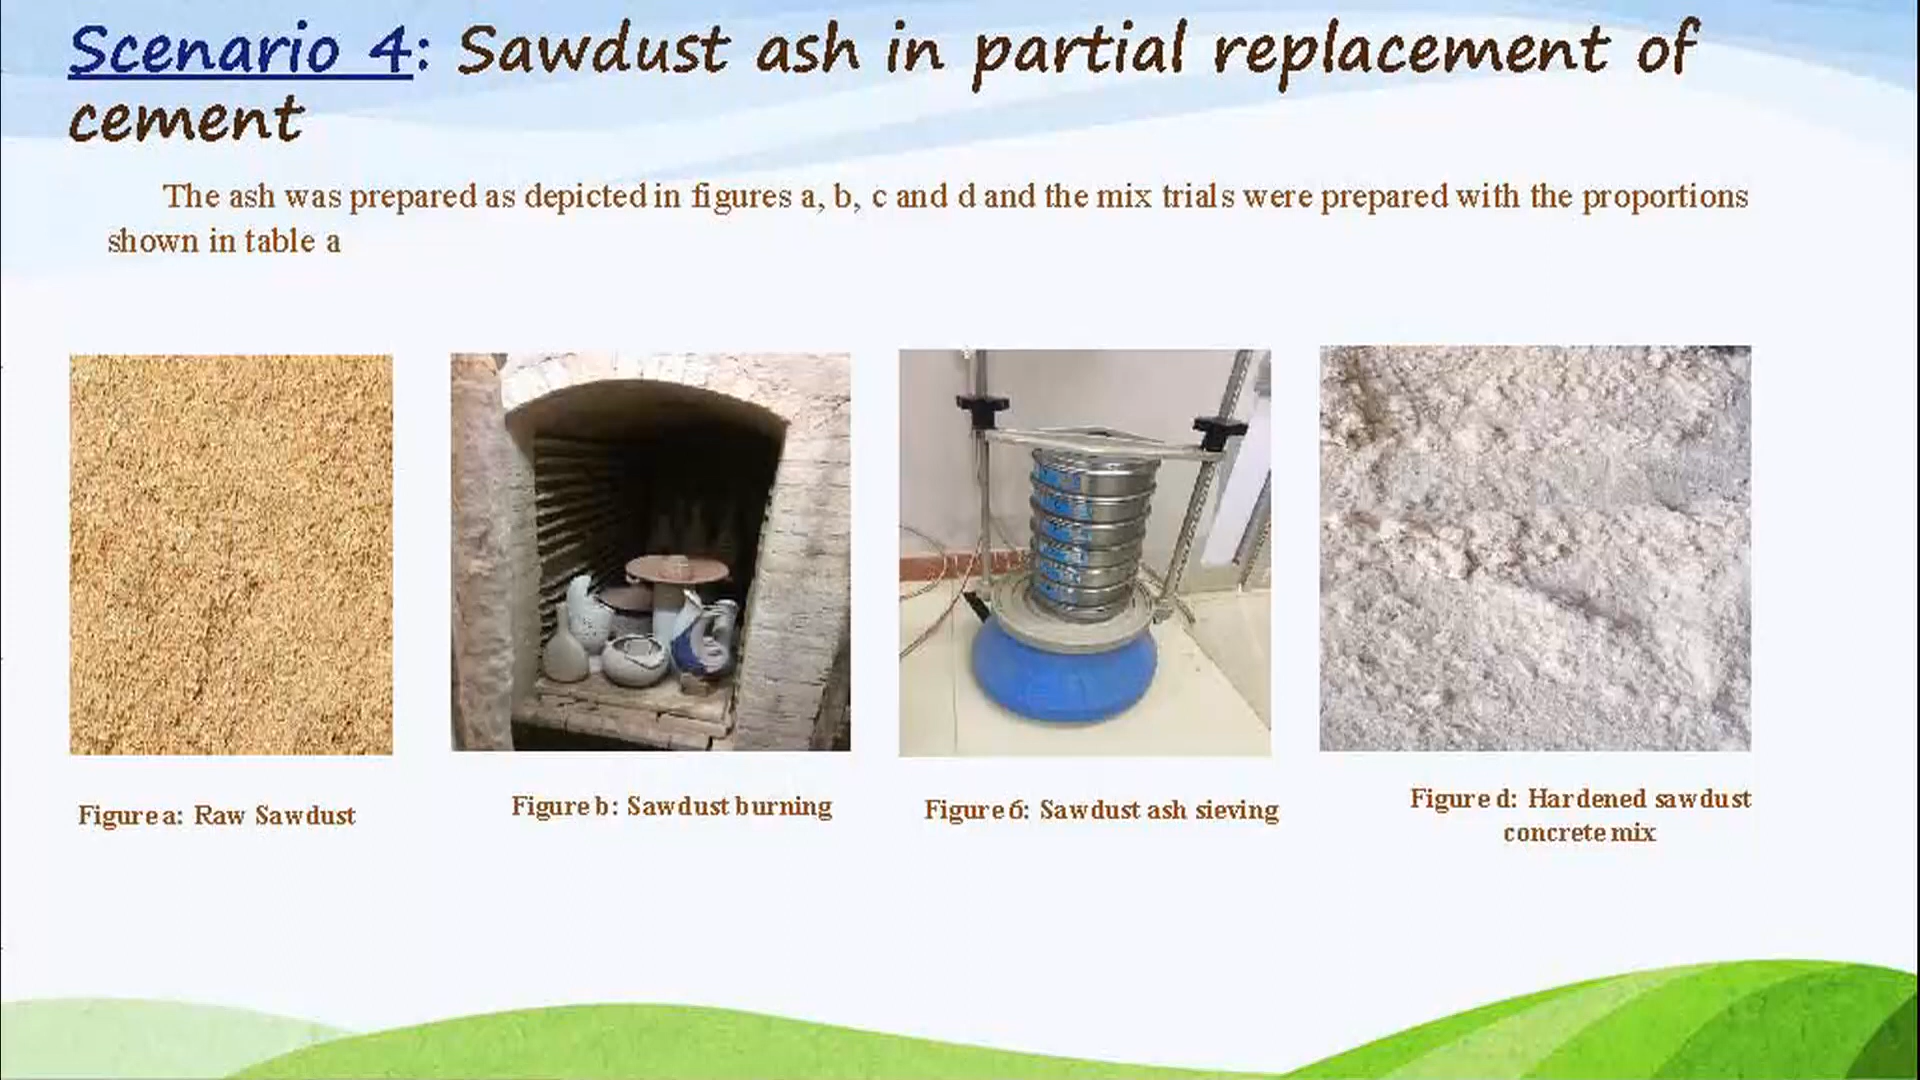 Scenario 4: Sawdust ash in partial replacement of
cement
The ash was prepared as depicted in figures a, b, c and d and the mix trials were prepared with the proportions
shown in table a
Figure a: Raw Sawdust
Figure b: Sawdust burning
Figure 6: Sawdust ash sieving
Figure d: Hardened sawdust
concrete mix